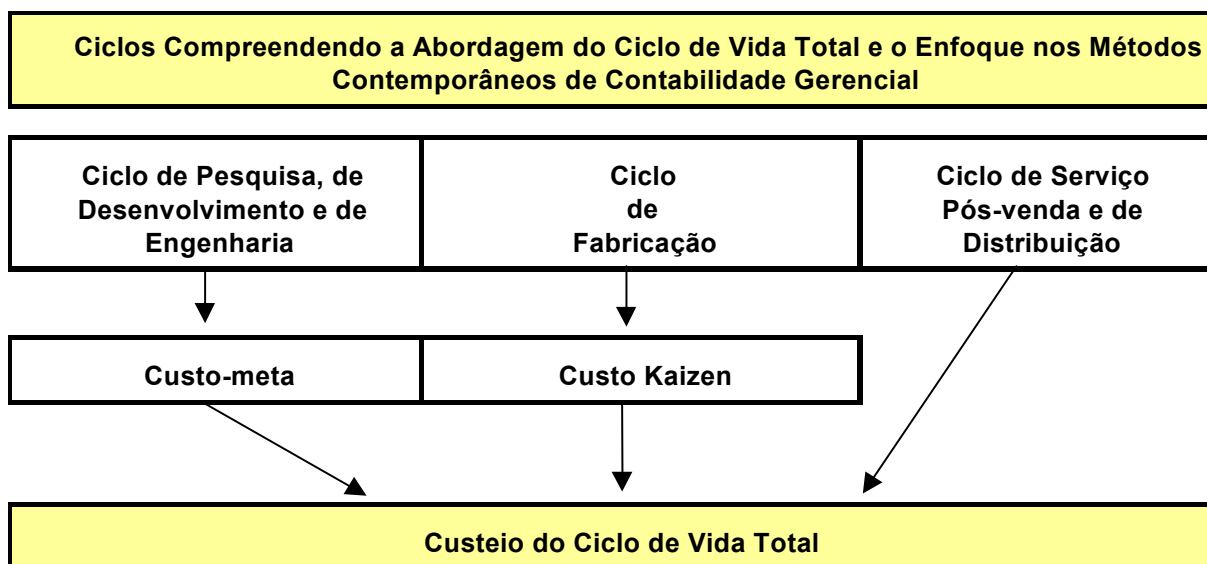 Ciclos Compreendendo a Abordagem do Ciclo de Vida Total e o Enfoque nos Métodos
Contemporâneos de Contabilidade Gerencial
Ciclo de Pesquisa, de
Desenvolvimento e de
Engenharia
Ciclo
de
Fabricação
Ciclo de Serviço
Pós-venda e de
Distribuição
Custo-meta
Custo Kaizen
Custeio do Ciclo de Vida Total